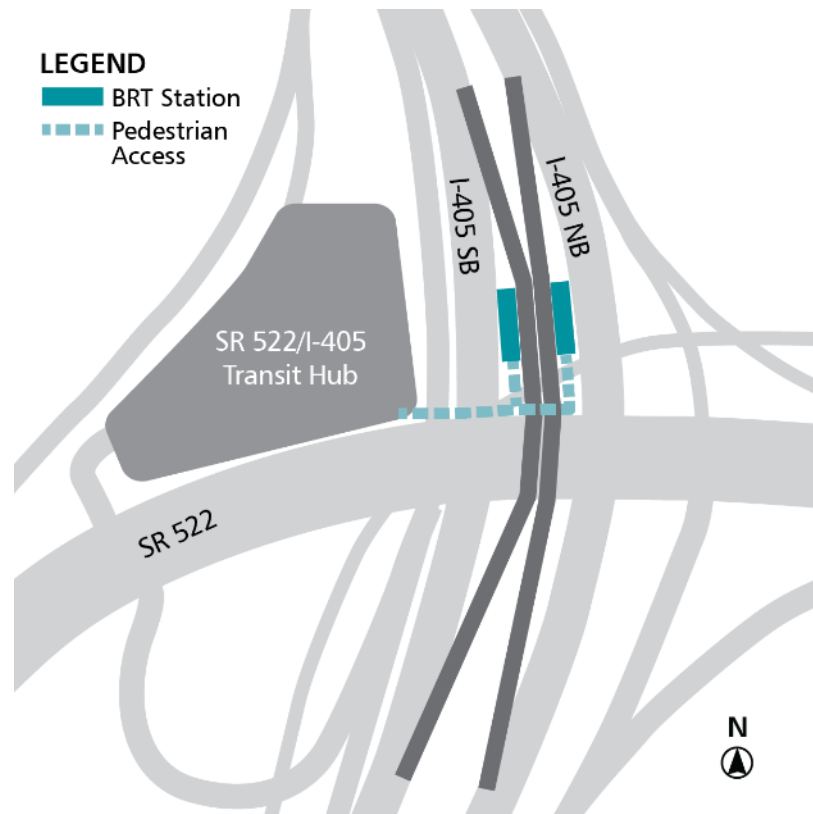 LEGEND
BRT Station
Pedestrian
Access
I-405 SB
I-405 NB
SR 522/I-405
Transit Hub
SR 522
N